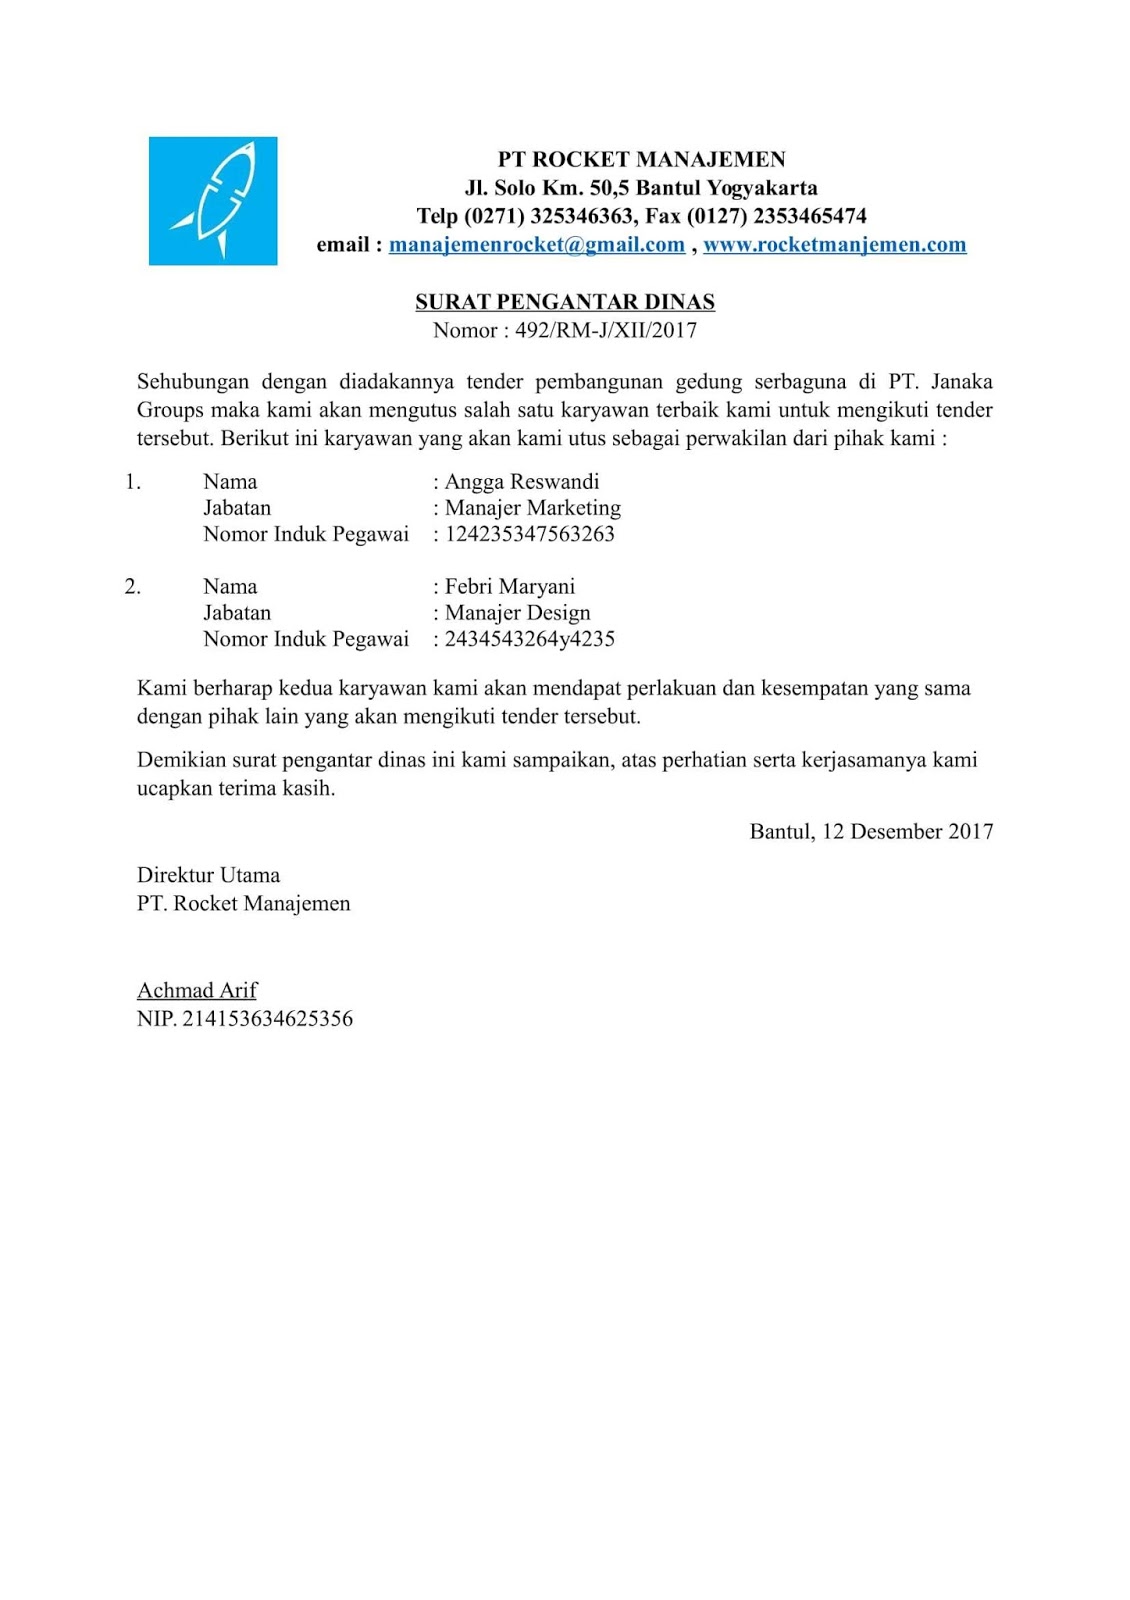 PT ROCKET MANAJEMEN
Jl. Solo Km. 50,5 Bantul Yogyakarta
Telp (0271) 325346363, Fax (0127) 2353465474
email : manajemenrocket@gmail.com , www.rocketmanjemen.com
SURAT PENGANTAR DINAS
Nomor : 492/RM-J/XII/2017
Sehubungan dengan diadakannya tender pembangunan gedung serbaguna di PT. Janaka
Groups maka kami akan mengutus salah satu karyawan terbaik kami untuk mengikuti tender
tersebut. Berikut ini karyawan yang akan kami utus sebagai perwakilan dari pihak kami :
1. Nama : Angga Reswandi
Jabatan : Manajer Marketing
Nomor Induk Pegawai : 124235347563263
2. Nama : Febri Maryani
Jabatan : Manajer Design
Nomor Induk Pegawai : 2434543264y4235
Kami berharap kedua karyawan kami akan mendapat perlakuan dan kesempatan yang sama
dengan pihak lain yang akan mengikuti tender tersebut.
Demikian surat pengantar dinas ini kami sampaikan, atas perhatian serta kerjasamanya kami
ucapkan terima kasih.
Bantul, 12 Desember 2017
Direktur Utama
PT. Rocket Manajemen
Achmad Arif
NIP. 214153634625356